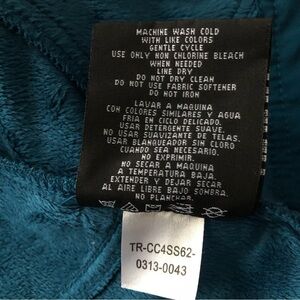 MACHINE WASH COLD
WITH LIKE COLORS
GENTLE CYCLE
USE ONLY NON CHLORINE BLEACH
WHEN NEEDED
LINE DRY
DO NOT DRY CLEAN
DO NOT USE FABRIC SOFTENER
DO NOT IRON
LAVAR A MAQUINA
CON COLORES SIMILARES Y AGUA
FRIA EN CICLO DELICADO.
USAR DETERGENTE SUAVE.
NO USAR SUAVIZANTE DE TELAS.
USAR BLANQUEADOR SIN CLORO
CUANDO SEA NECESARIO.
NO EXPRIMIR.
NO SECAR A MAQUINA
A TEMPERATURA BAJA.
EXTENDER Y DEJAR SECAR
AL AIRE LIBRE BAJO SOMBRA.
NO PLANCHAR.
TR-CC4SS62-
0313-0043